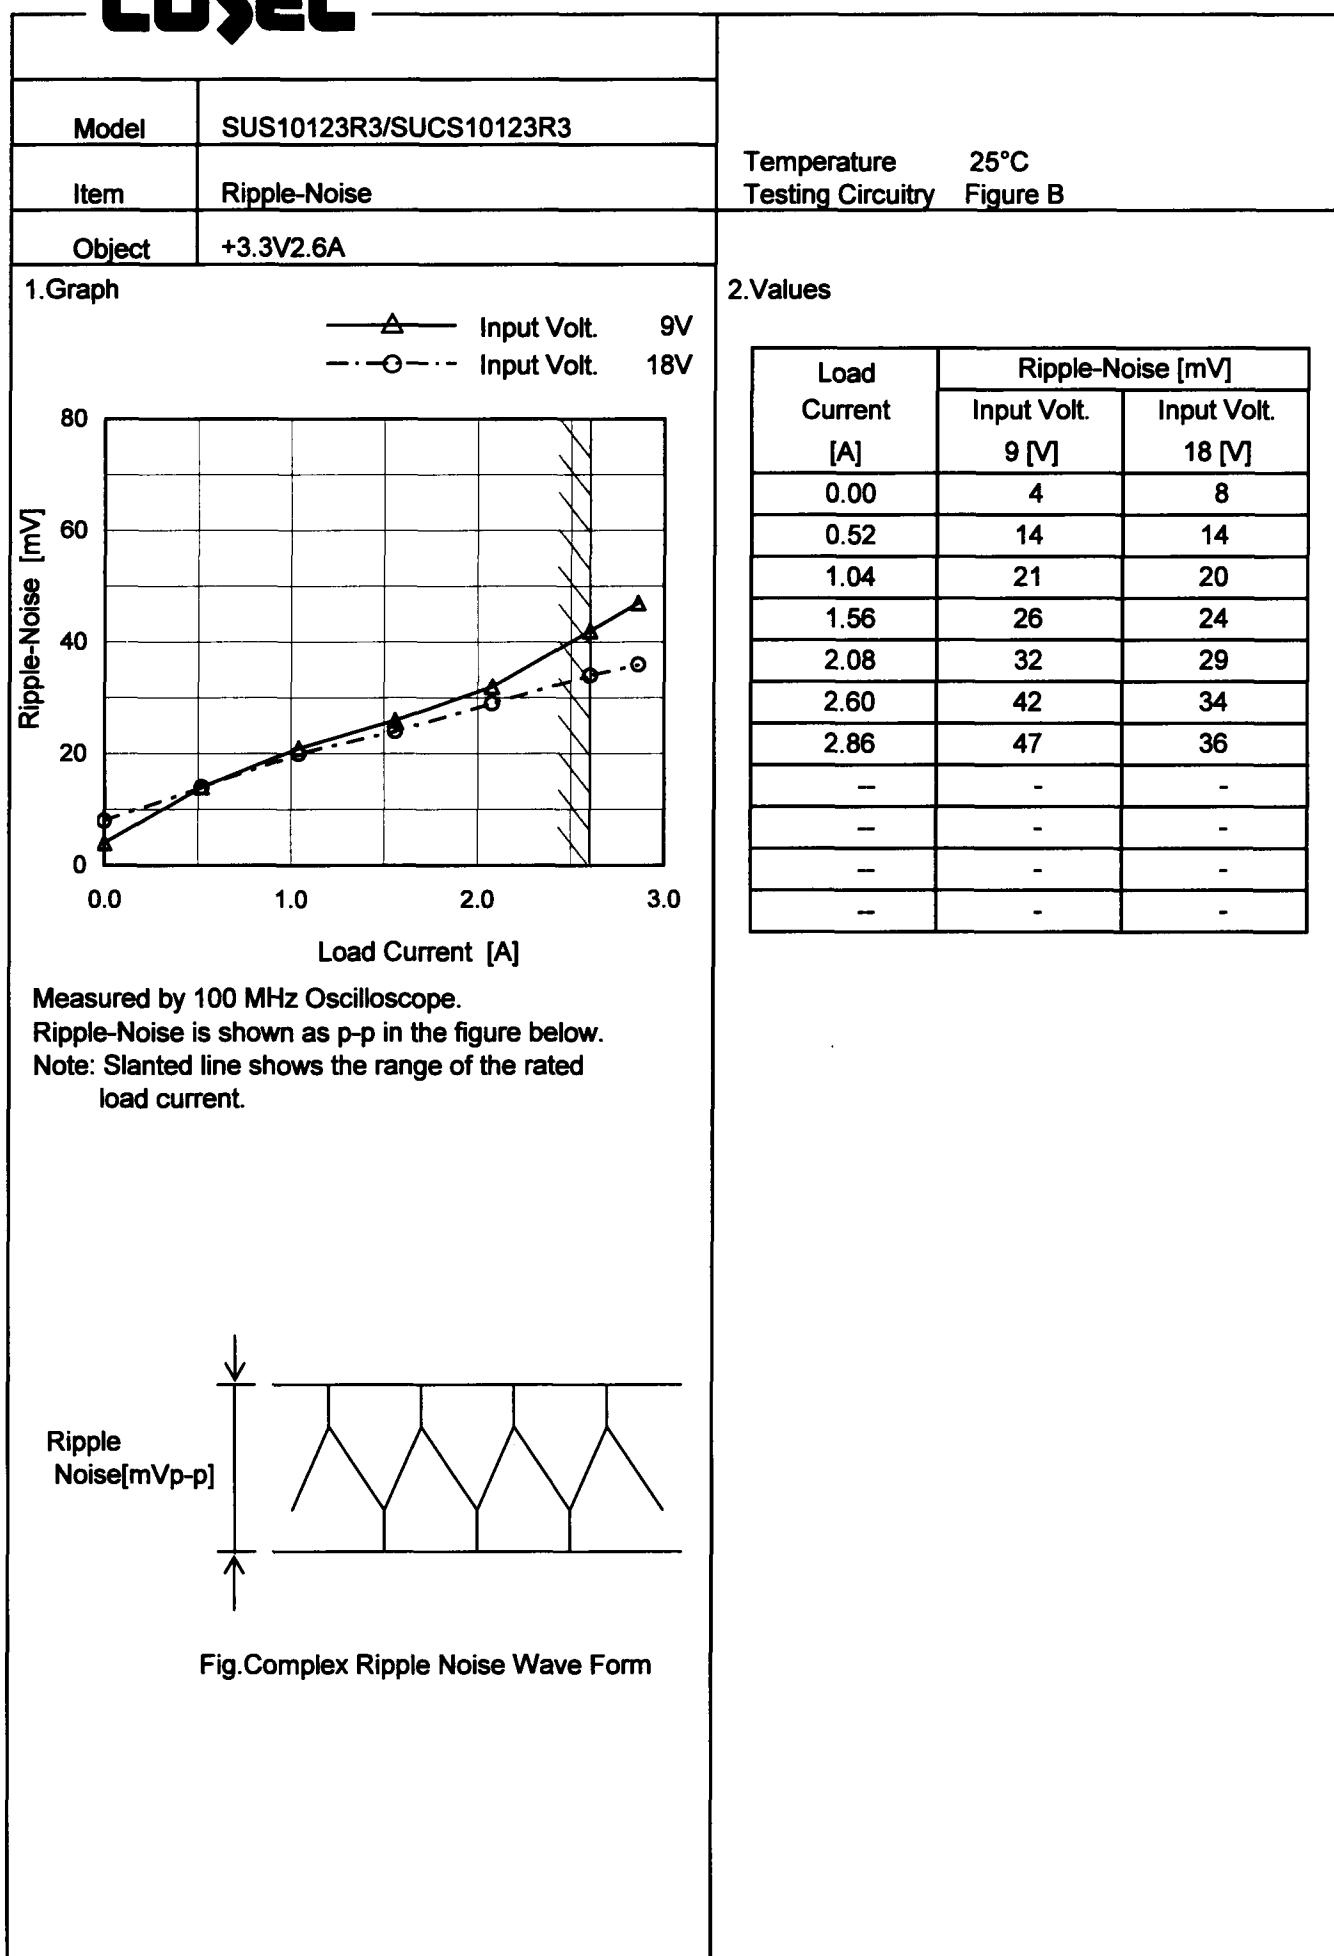 COSEL
Model SUS10123R3/SUCS10123R3
Item Ripple-Noise
Object +3.3V2.6A
Temperature 25°C
Testing Circuitry Figure B
1.Graph
Input Volt. 9V
Input Volt. 18V
80
60
40
20
0
Ripple-Noise [mV]
0.0 1.0 2.0 3.0
Load Current [A]
Measured by 100 MHz Oscilloscope.
Ripple-Noise is shown as p-p in the figure below.
Note: Slanted line shows the range of the rated
load current.
Ripple
Noise[mVp-p]
Fig.Complex Ripple Noise Wave Form
2.Values
Load Ripple-Noise [mV]
Current Input Volt. Input Volt.
[A] 9 [V] 18 [V]
0.00 4 8
0.52 14 14
1.04 21 20
1.56 26 24
2.08 32 29
2.60 42 34
2.86 47 36
-- - -
-- - -
-- - -
-- - -